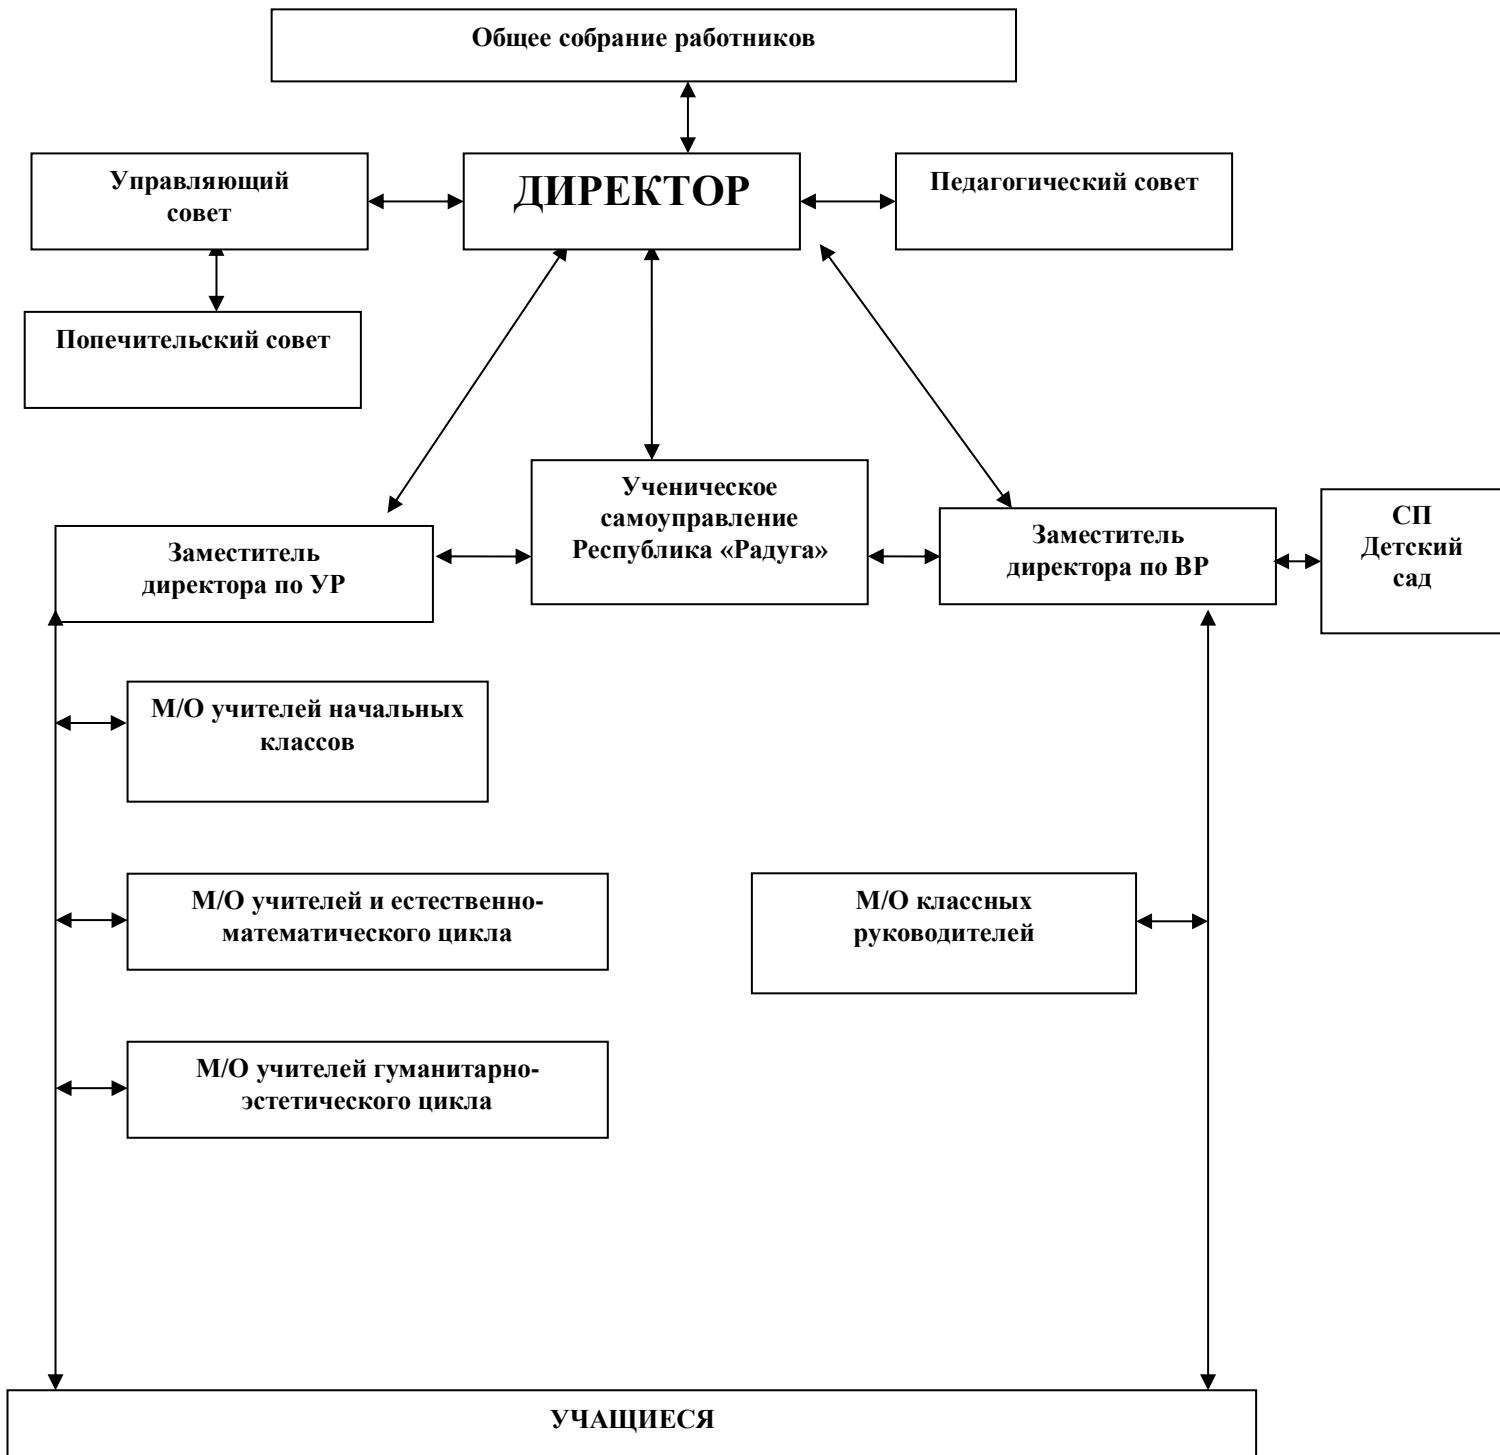 Общее собрание работников
Управляющий
совет
ДИРЕКТОР
Педагогический совет
Попечительский совет
Заместитель
директора по УР
Ученическое
самоуправление
Республика «Радуга»
Заместитель
директора по ВР
СП
Детский
сад
М/О учителей начальных
классов
М/О учителей и естественно-
математического цикла
М/О классных
руководителей
М/О учителей гуманитарно-
эстетического цикла
УЧАЩИЕСЯ